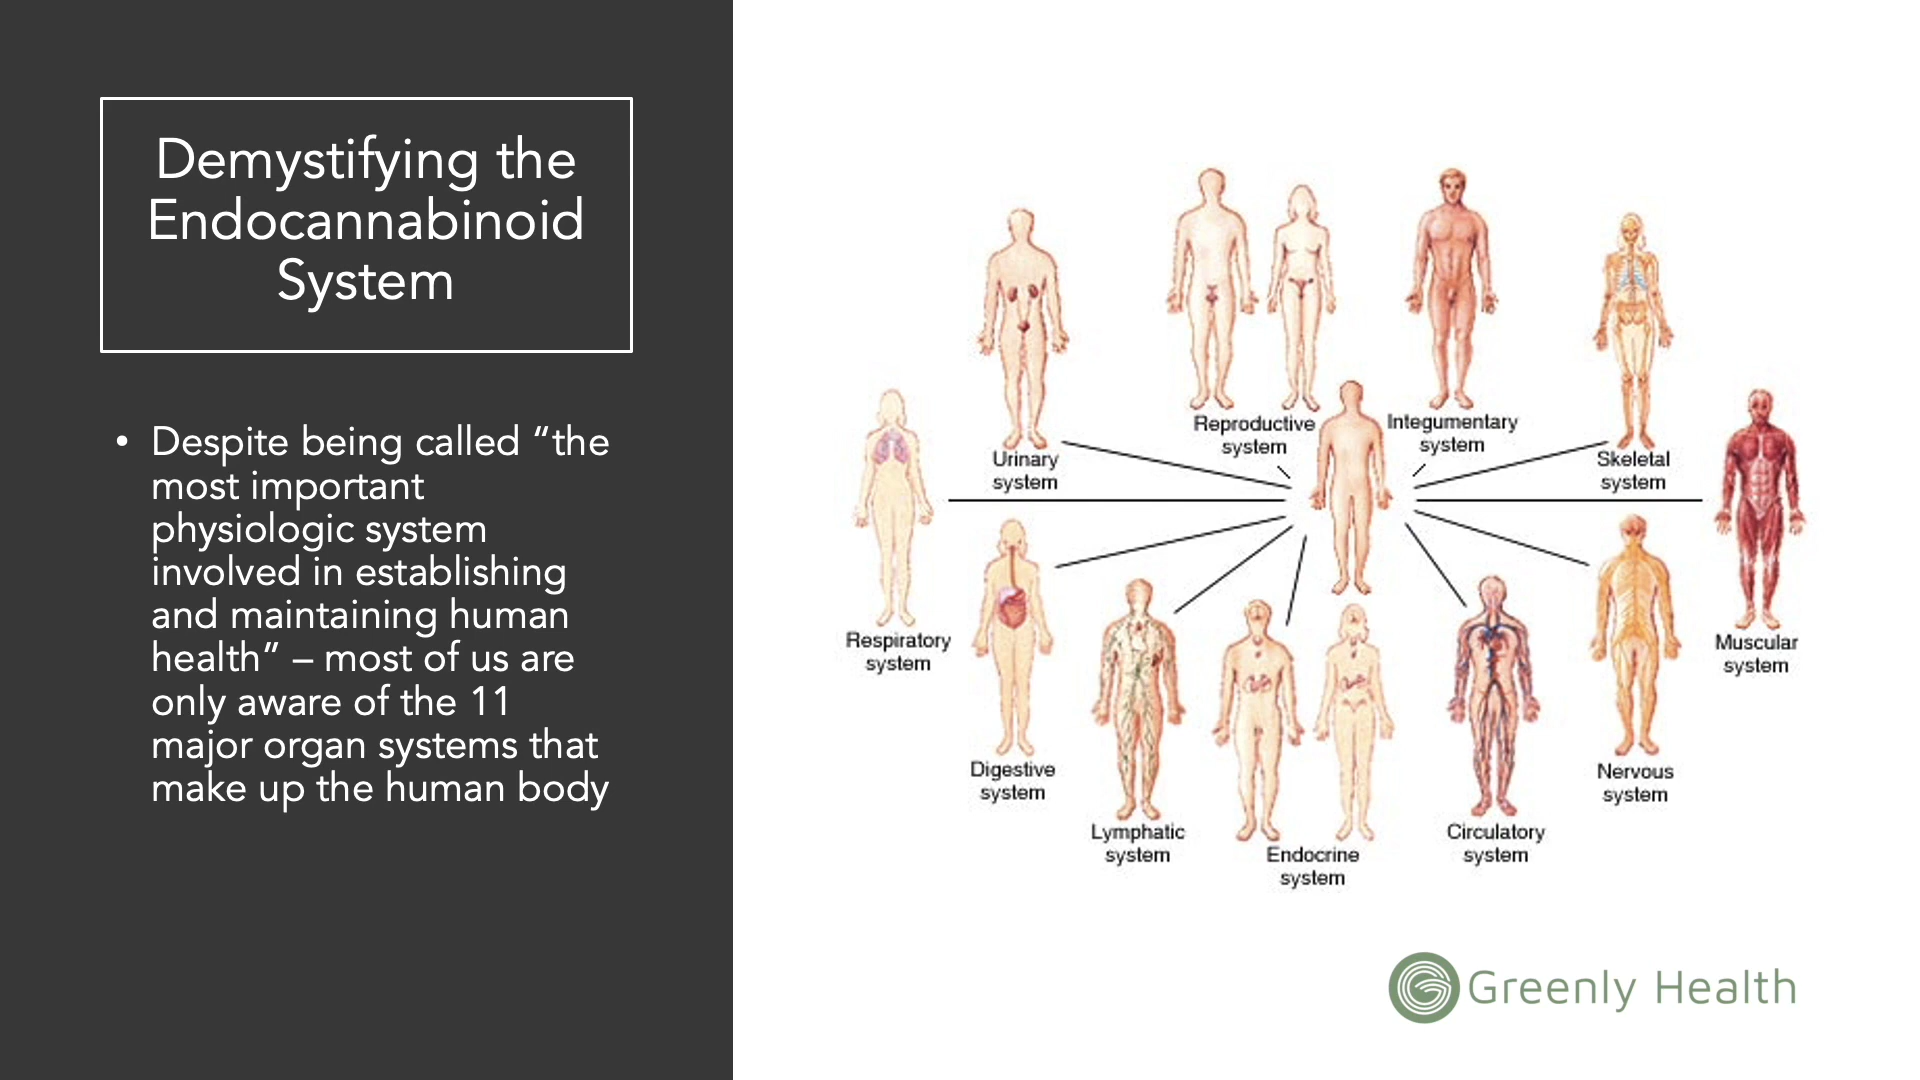 Demystifying the
Endocannabinoid
System
• Despite being called “the
most important
physiologic system
involved in establishing
and maintaining human
health” – most of us are
only aware of the 11
major organ systems that
make up the human body
Reproductive
system
Integumentary
system
Urinary
system
Skeletal
system
Respiratory
system
Muscular
system
Digestive
system
Nervous
system
Lymphatic
system
Circulatory
system
Endocrine
system
Greenly Health